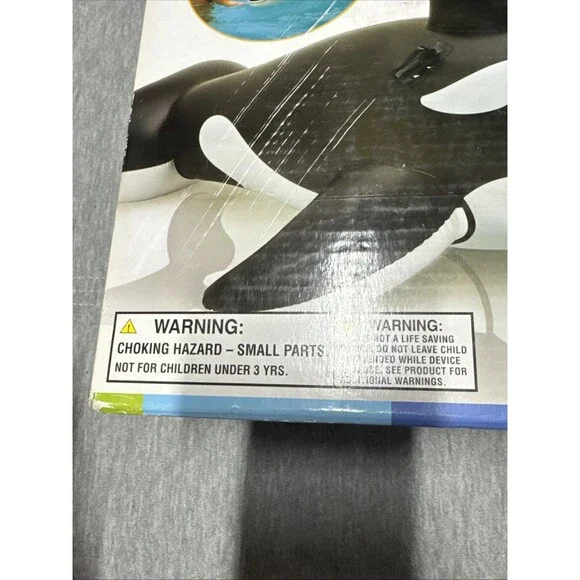 WARNING:
CHOKING HAZARD – SMALL PARTS.
NOT FOR CHILDREN UNDER 3 YRS.
WARNING:
NOT A LIFE SAVING
DO NOT LEAVE CHILD
WHILE DEVICE
SEE PRODUCT FOR
WARNINGS.